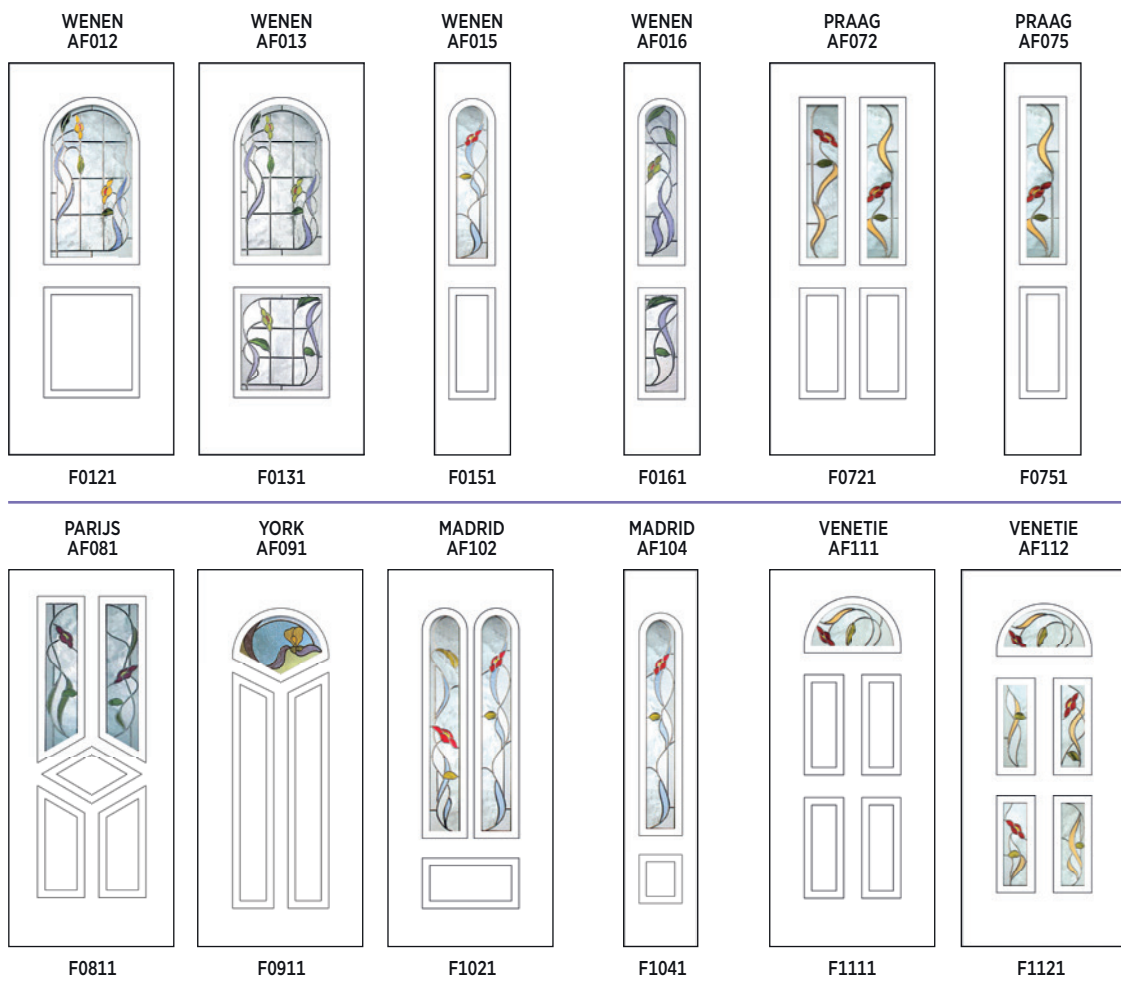 WENEN
AF012
WENEN
AF013
WENEN
AF015
WENEN
AF016
PRAAG
AF072
PRAAG
AF075
F0121
F0131
F0151
F0161
F0721
F0751
PARIJS
AF081
YORK
AF091
MADRID
AF102
MADRID
AF104
VENETIE
AF111
VENETIE
AF112
F0811
F0911
F1021
F1041
F1111
F1121